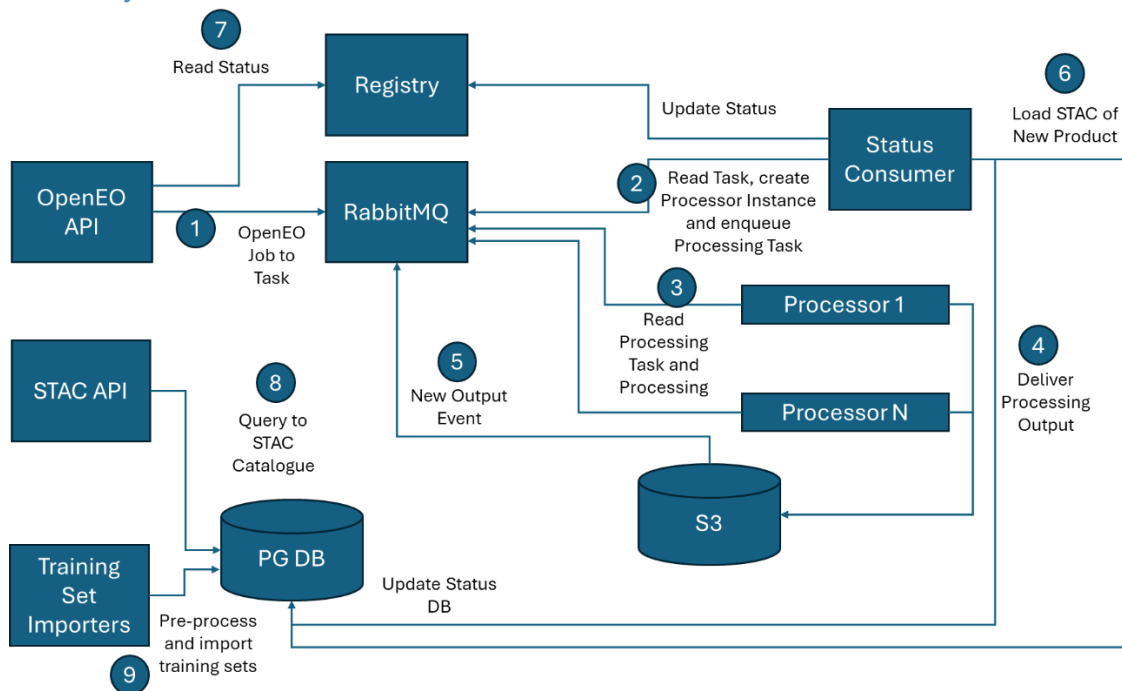 7
Read Status
Registry
Update Status
6
Load STAC of
New Product
Status
Consumer
OpenEO
API
1
OpenEO
Job to
Task
RabbitMQ
2
Read Task, create
Processor Instance
and enqueue
Processing Task
3
Read
Processing
Task and
Processing
Processor 1
Processor N
4
Deliver
Processing
Output
5
New Output
Event
STAC API
8
Query to
STAC
Catalogue
S3
PG DB
Update Status
DB
Training
Set
Importers
Pre-process
and import
training sets
9